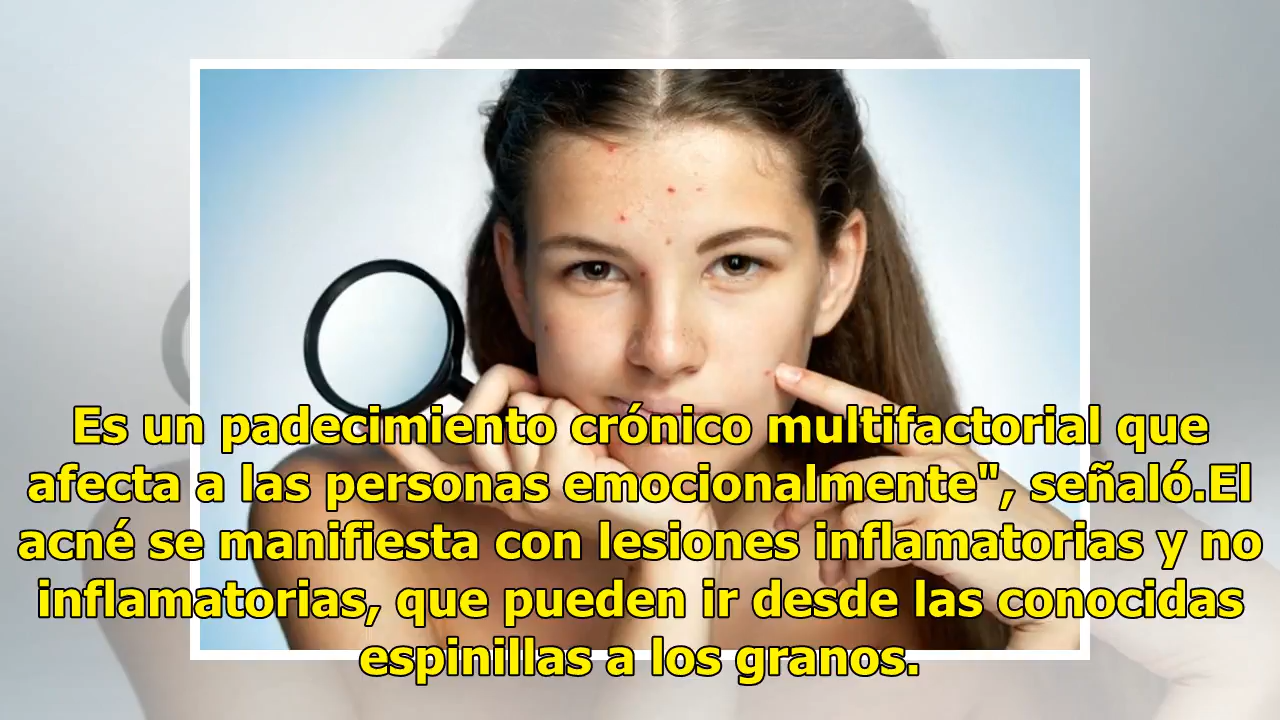 Es un padecimiento crónico multifactorial que
afecta a las personas emocionalmente", señaló.El
acné se manifiesta con lesiones inflamatorias y no
inflamatorias, que pueden ir desde las conocidas
espinillas a los granos.